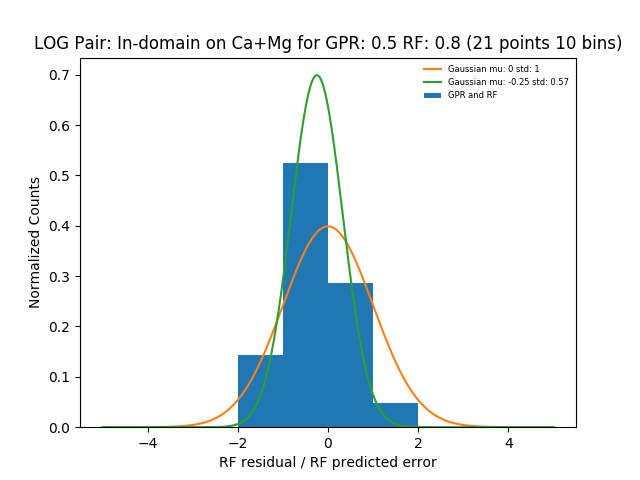 LOG Pair: In-domain on Ca+Mg for GPR: 0.5 RF: 0.8 (21 points 10 bins)
Gaussian mu: 0 std: 1
Gaussian mu: -0.25 std: 0.57
GPR and RF
Normalized Counts
0.7
0.6
0.5
0.4
0.3
0.2
0.1
0.0
−4 −2 0 2 4
RF residual / RF predicted error